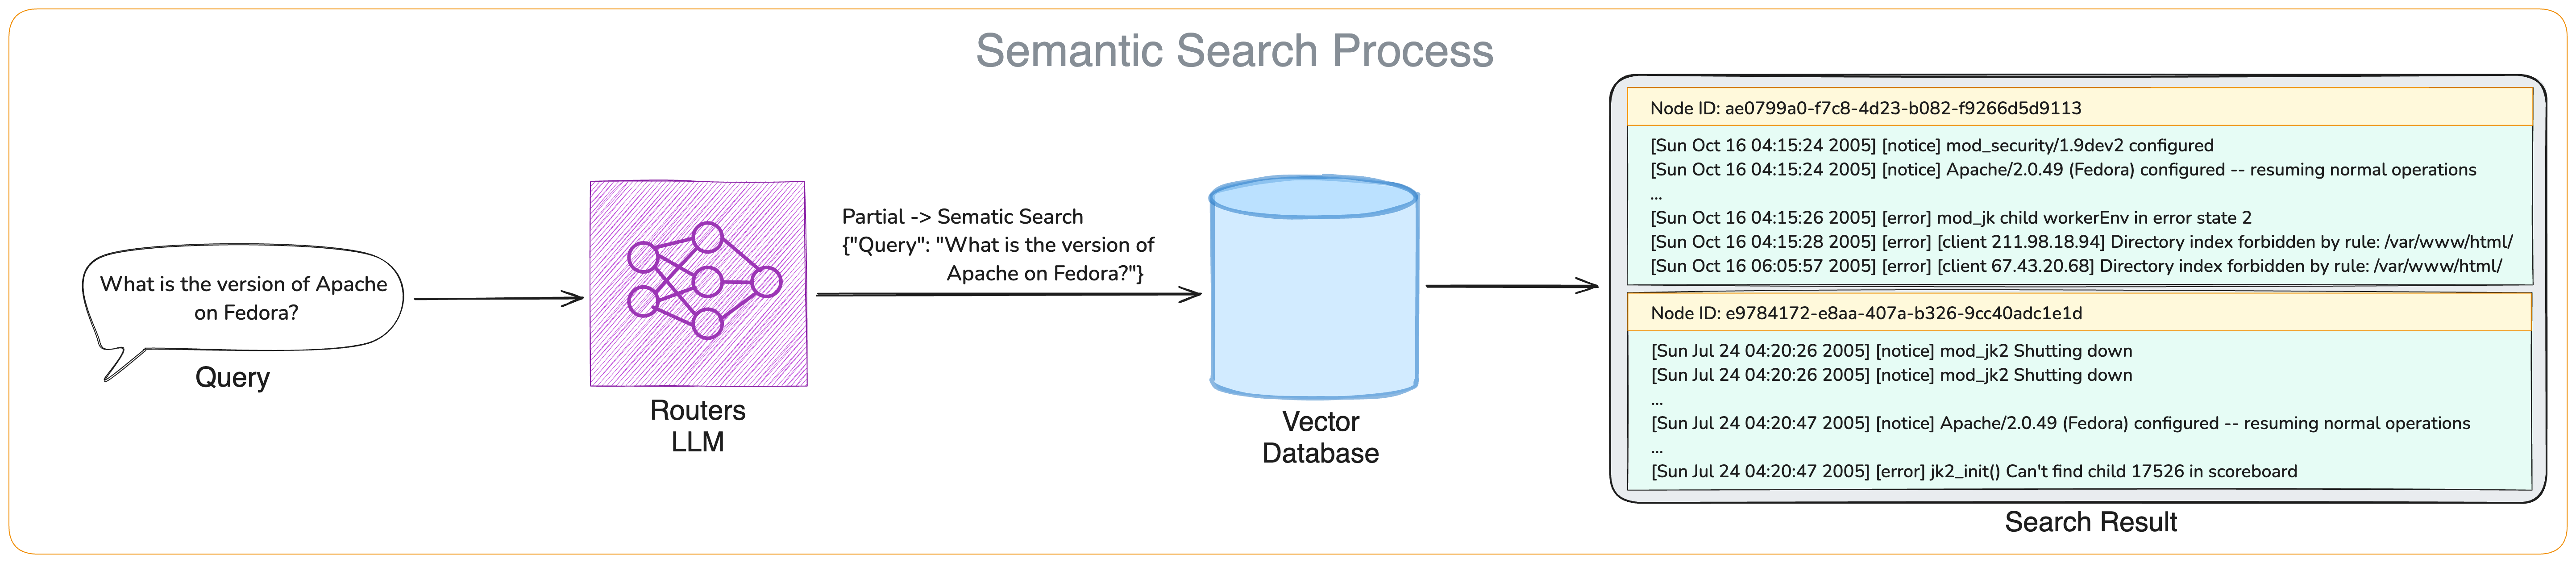 Semantic Search Process
What is the version of Apache
on Fedora?
Query
Routers
LLM
Partial -> Sematic Search
{"Query": "What is the version of
Apache on Fedora?"}
Vector
Database
Node ID: ae0799a0-f7c8-4d23-b082-f9266d5d9113
[Sun Oct 16 04:15:24 2005] [notice] mod_security/1.9dev2 configured
[Sun Oct 16 04:15:24 2005] [notice] Apache/2.0.49 (Fedora) configured -- resuming normal operations
...
[Sun Oct 16 04:15:26 2005] [error] mod_jk child workerEnv in error state 2
[Sun Oct 16 04:15:28 2005] [error] [client 211.98.18.94] Directory index forbidden by rule: /var/www/html/
[Sun Oct 16 06:05:57 2005] [error] [client 67.43.20.68] Directory index forbidden by rule: /var/www/html/
Node ID: e9784172-e8aa-407a-b326-9cc40adc1e1d
[Sun Jul 24 04:20:26 2005] [notice] mod_jk2 Shutting down
[Sun Jul 24 04:20:26 2005] [notice] mod_jk2 Shutting down
...
[Sun Jul 24 04:20:47 2005] [notice] Apache/2.0.49 (Fedora) configured -- resuming normal operations
...
[Sun Jul 24 04:20:47 2005] [error] jk2_init() Can't find child 17526 in scoreboard
Search Result